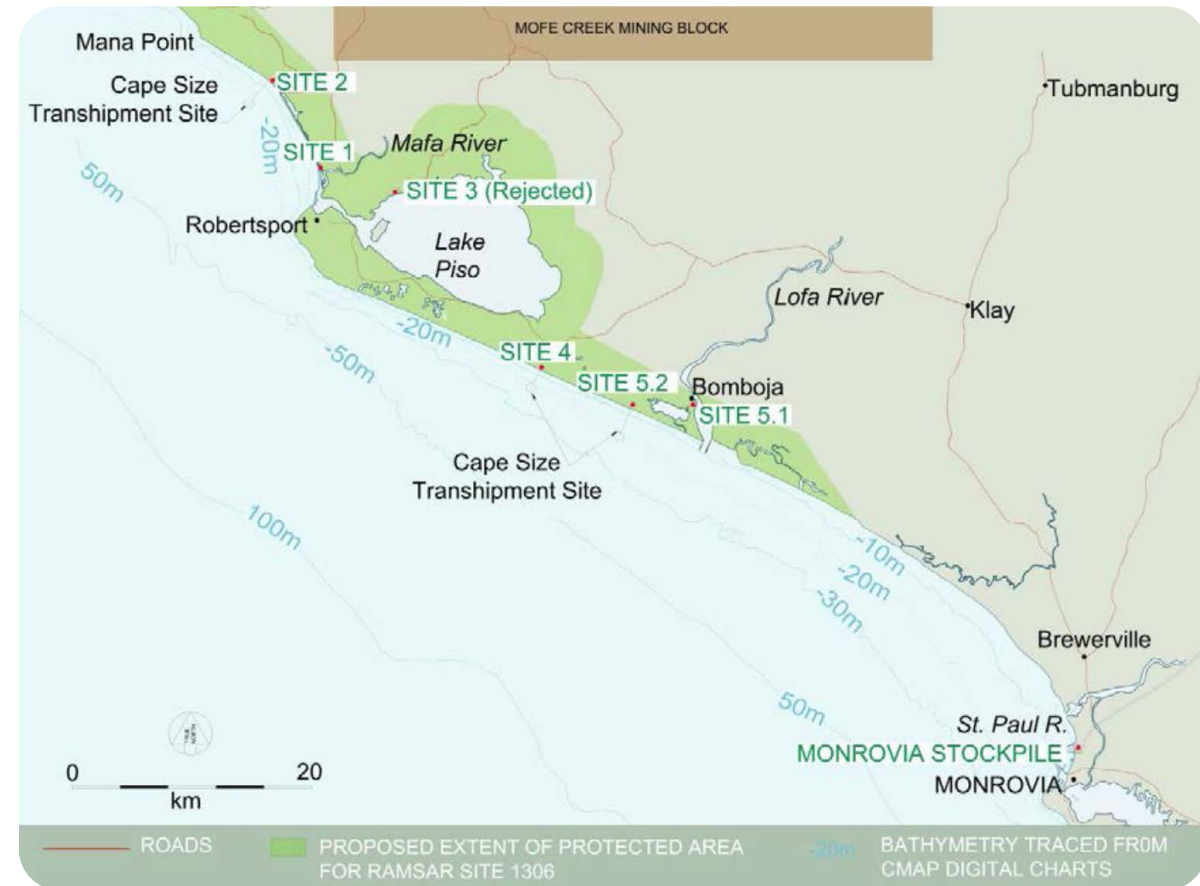 MOFE CREEK MINING BLOCK
Mana Point
Cape Size
Transhipment Site
SITE 2
Tubmanburg
-20m
SITE 1
Mafa River
50m
SITE 3 (Rejected)
Robertsport
Lake
Piso
Lofa River
Klay
-20m
-50m
SITE 4
SITE 5.2
Bomboja
SITE 5.1
Cape Size
Transhipment Site
100m
-10m
-20m
-30m
Brewerville
50m
St. Paul R.
MONROVIA STOCKPILE
MONROVIA
0 20
km
ROADS
PROPOSED EXTENT OF PROTECTED AREA
FOR RAMSAR SITE 1306
-20m
BATHYMETRY TRACED FR0M
CMAP DIGITAL CHARTS